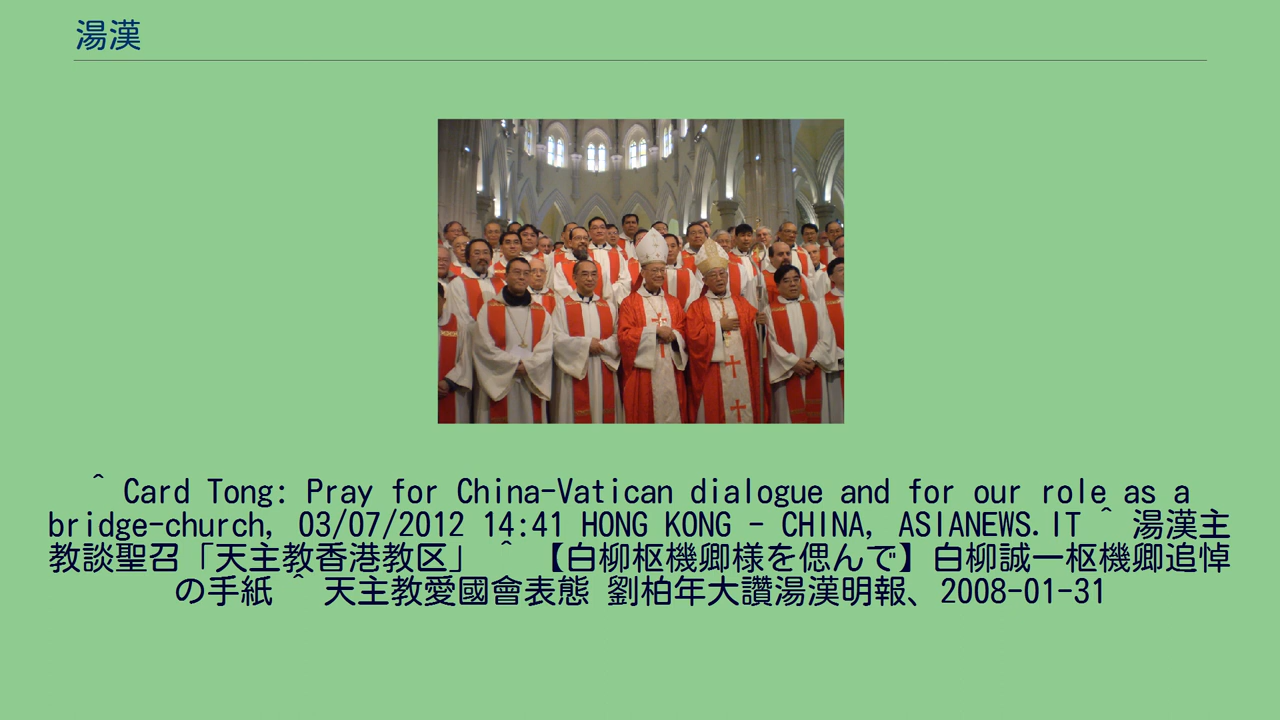 湯漢
^ Card Tong: Pray for China-Vatican dialogue and for our role as a
bridge-church, 03/07/2012 14:41 HONG KONG - CHINA, ASIANEWS.IT ^ 湯漢主
教談聖召「天主教香港教区」 ^ 【白柳枢機卿様を偲んで】白柳誠一枢機卿追悼
の手紙 ^ 天主教愛國會表態 劉柏年大讚湯漢明報、2008-01-31